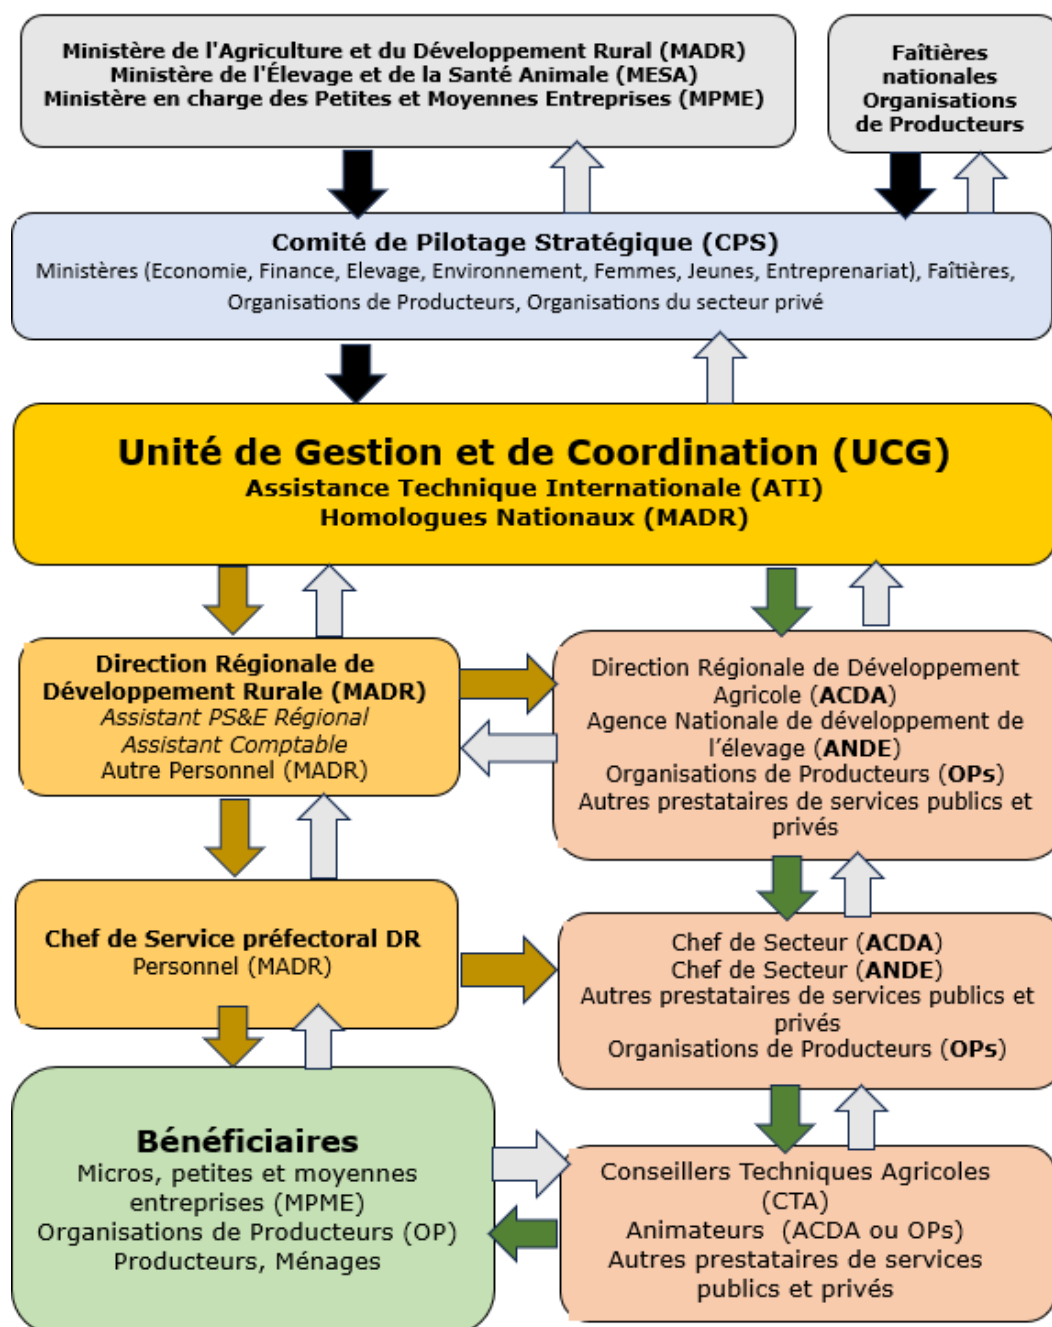 Ministère de l'Agriculture et du Développement Rural (MADR)
Ministère de l'Élevage et de la Santé Animale (MESA)
Ministère en charge des Petites et Moyennes Entreprises (MPME)
Faîtières
nationales
Organisations
de Producteurs
Comité de Pilotage Stratégique (CPS)
Ministères (Economie, Finance, Elevage, Environnement, Femmes, Jeunes, Entreprenariat), Faîtières,
Organisations de Producteurs, Organisations du secteur privé
Unité de Gestion et de Coordination (UCG)
Assistance Technique Internationale (ATI)
Homologues Nationaux (MADR)
Direction Régionale de
Développement Rurale (MADR)
Assistant PS&E Régional
Assistant Comptable
Autre Personnel (MADR)
Direction Régionale de Développement
Agricole (ACDA)
Agence Nationale de développement de
l’élevage (ANDE)
Organisations de Producteurs (OPs)
Autres prestataires de services publics et
privés
Chef de Service préfectoral DR
Personnel (MADR)
Chef de Secteur (ACDA)
Chef de Secteur (ANDE)
Autres prestataires de services publics et
privés
Organisations de Producteurs (OPs)
Bénéficiaires
Micros, petites et moyennes
entreprises (MPME)
Organisations de Producteurs (OP)
Producteurs, Ménages
Conseillers Techniques Agricoles
(CTA)
Animateurs (ACDA ou OPs)
Autres prestataires de services
publics et privés